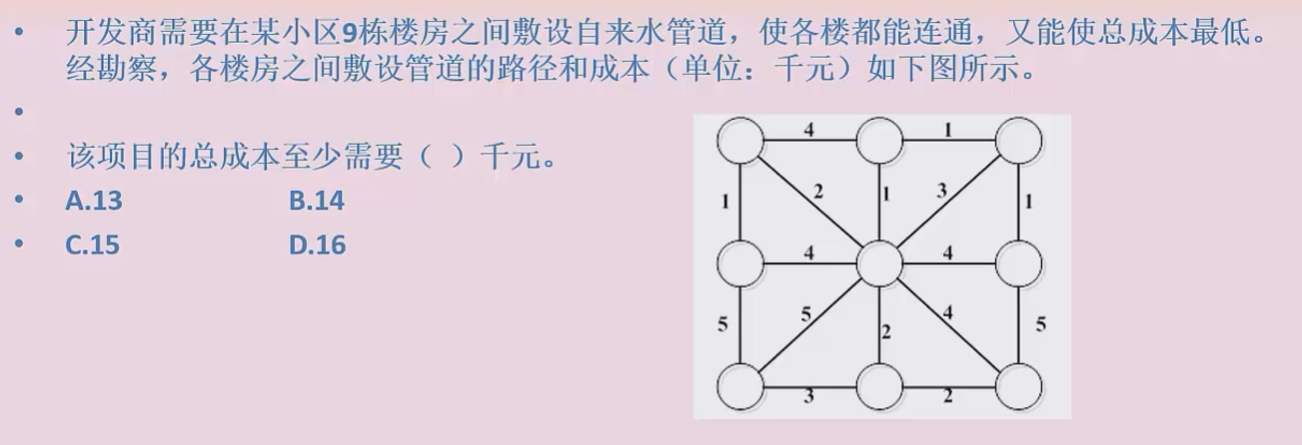 • 开发商需要在某小区9栋楼房之间敷设自来水管道，使各楼都能连通，又能使总成本最低。
经勘察，各楼房之间敷设管道的路径和成本（单位：千元）如下图所示。
•
• 该项目的总成本至少需要（ ）千元。
• A.13 B.14
• C.15 D.16
4 1
1 2 1 3 1
4 4
5 5 2 4 5
3 2